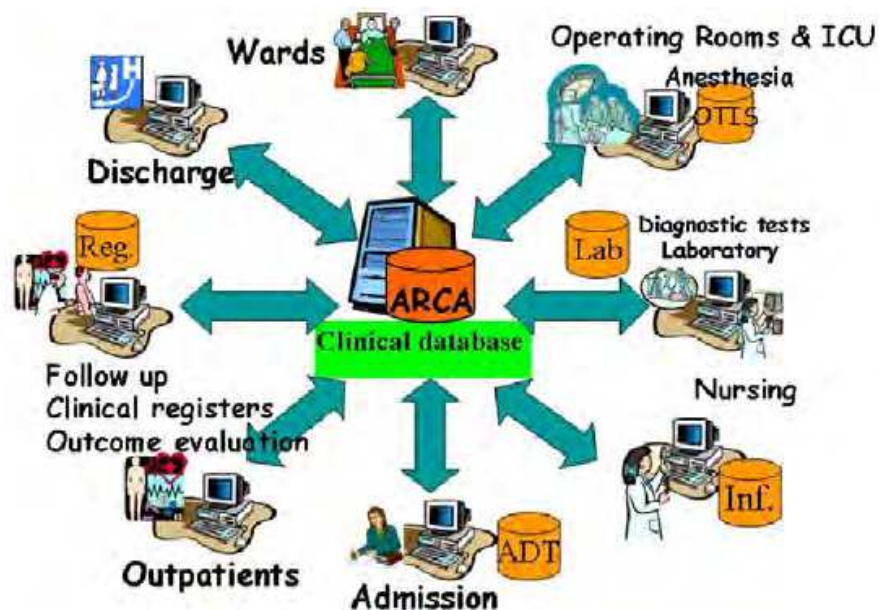 Wards
Operating Rooms & ICU
Anesthesia
OTIS
H
Discharge
Reg.
Lab
Diagnostic tests
Laboratory
ARCA
Clinical database
Follow up
Clinical registers
Outcome evaluation
Nursing
Inf.
Outpatients
ADT
Admission